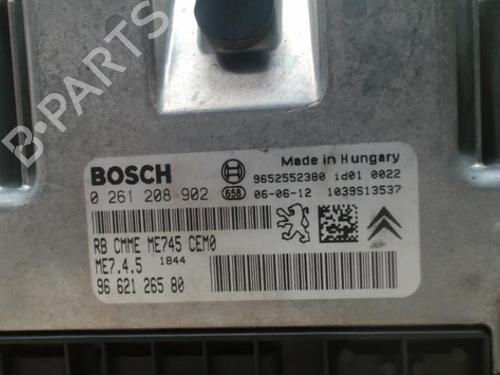 B-PARTS
BOSCH
Made in Hungary
9652552380 id01 0022
0 261 208 902
658
06-06-12 1039S13537
RB CMME ME745 CEM0
ME7.4.5 1844
96 621 265 80